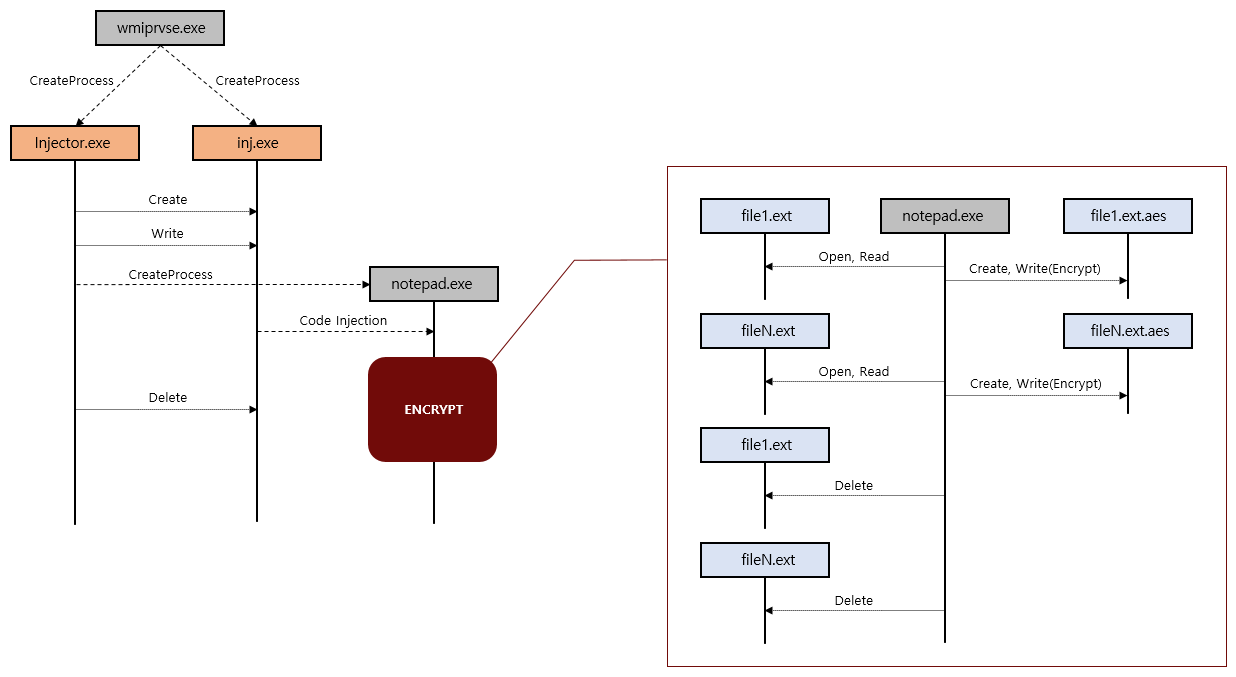 wmiprvse.exe
CreateProcess
CreateProcess
Injector.exe
inj.exe
Create
Write
CreateProcess
notepad.exe
Code Injection
Delete
ENCRYPT
file1.ext
notepad.exe
file1.ext.aes
Open, Read
Create, Write(Encrypt)
fileN.ext
fileN.ext.aes
Open, Read
Create, Write(Encrypt)
file1.ext
Delete
fileN.ext
Delete